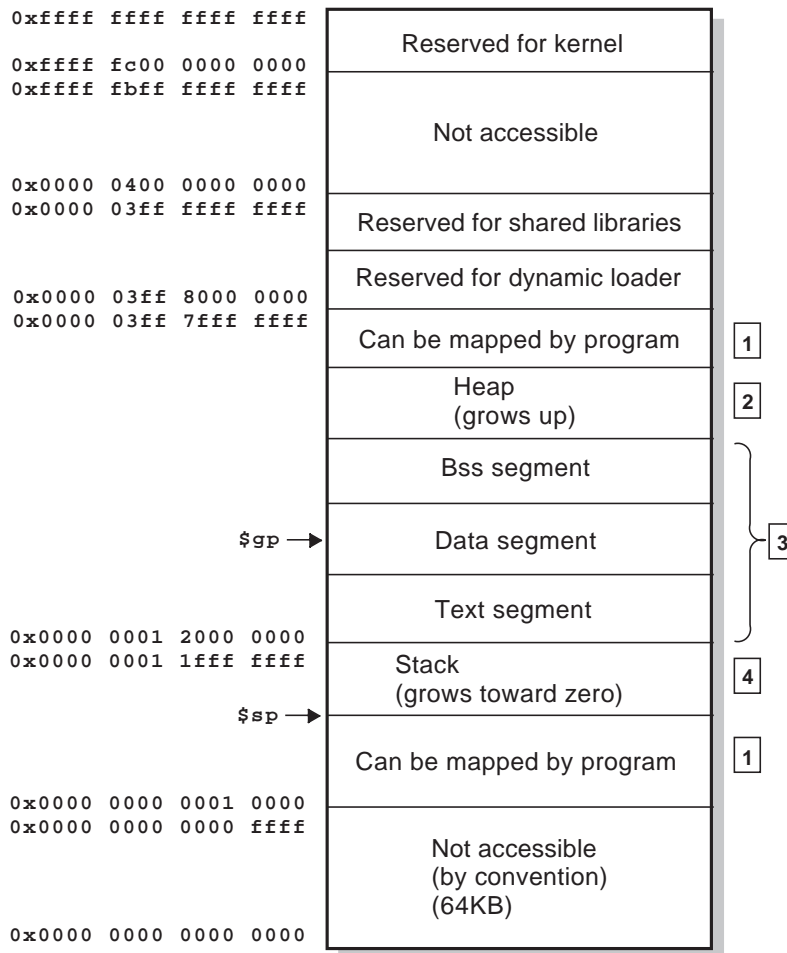 0xffff ffff ffff ffff
Reserved for kernel
0xffff fc00 0000 0000
0xffff fbff ffff ffff
Not accessible
0x0000 0400 0000 0000
0x0000 03ff ffff ffff
Reserved for shared libraries
Reserved for dynamic loader
0x0000 03ff 8000 0000
0x0000 03ff 7fff ffff
Can be mapped by program
1
Heap
(grows up)
2
Bss segment
$gp
Data segment
3
Text segment
0x0000 0001 2000 0000
0x0000 0001 1fff ffff
Stack
(grows toward zero)
4
$sp
Can be mapped by program
1
0x0000 0000 0001 0000
0x0000 0000 0000 ffff
Not accessible
(by convention)
(64KB)
0x0000 0000 0000 0000